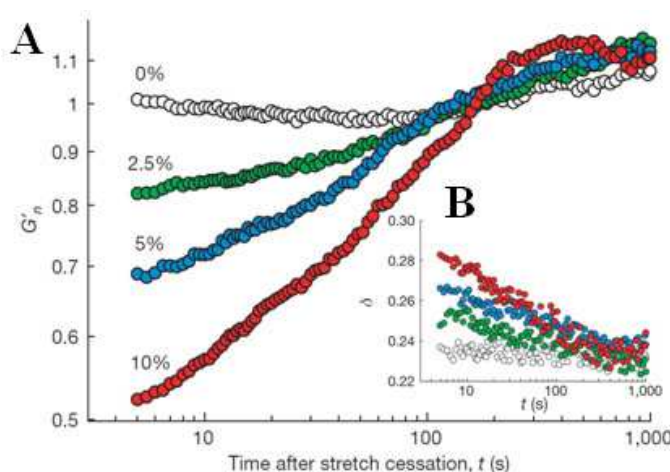 A
1.1
0%
1
0.9
2.5%
0.8
G'n
B
0.30
5%
0.28
0.7
δ
0.26
0.6
0.24
10%
0.22
5 10 100 1,000
t (s)
0.5
10 100 1,000
Time after stretch cessation, t (s)